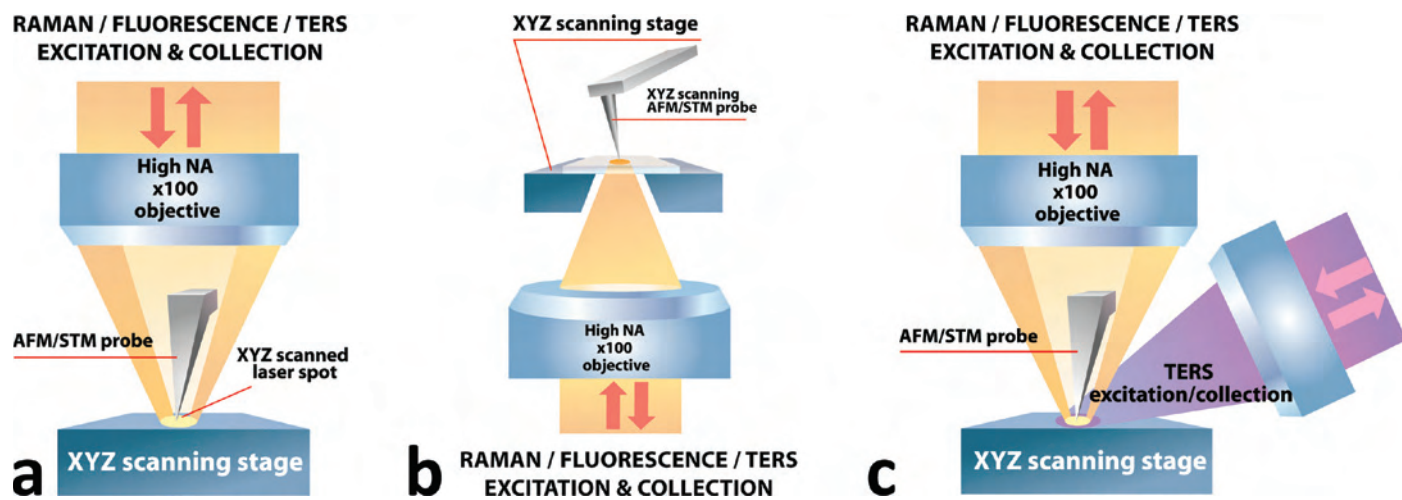 RAMAN / FLUORESCENCE / TERS
EXCITATION & COLLECTION
High NA
x100
objective
AFM/STM probe
XYZ scanned
laser spot
XYZ scanning stage
a
XYZ scanning stage
XYZ scanning
AFM/STM probe
High NA
x100
objective
RAMAN / FLUORESCENCE / TERS
EXCITATION & COLLECTION
b
RAMAN / FLUORESCENCE / TERS
EXCITATION & COLLECTION
High NA
x100
objective
AFM/STM probe
TERS
excitation/collection
XYZ scanning stage
c